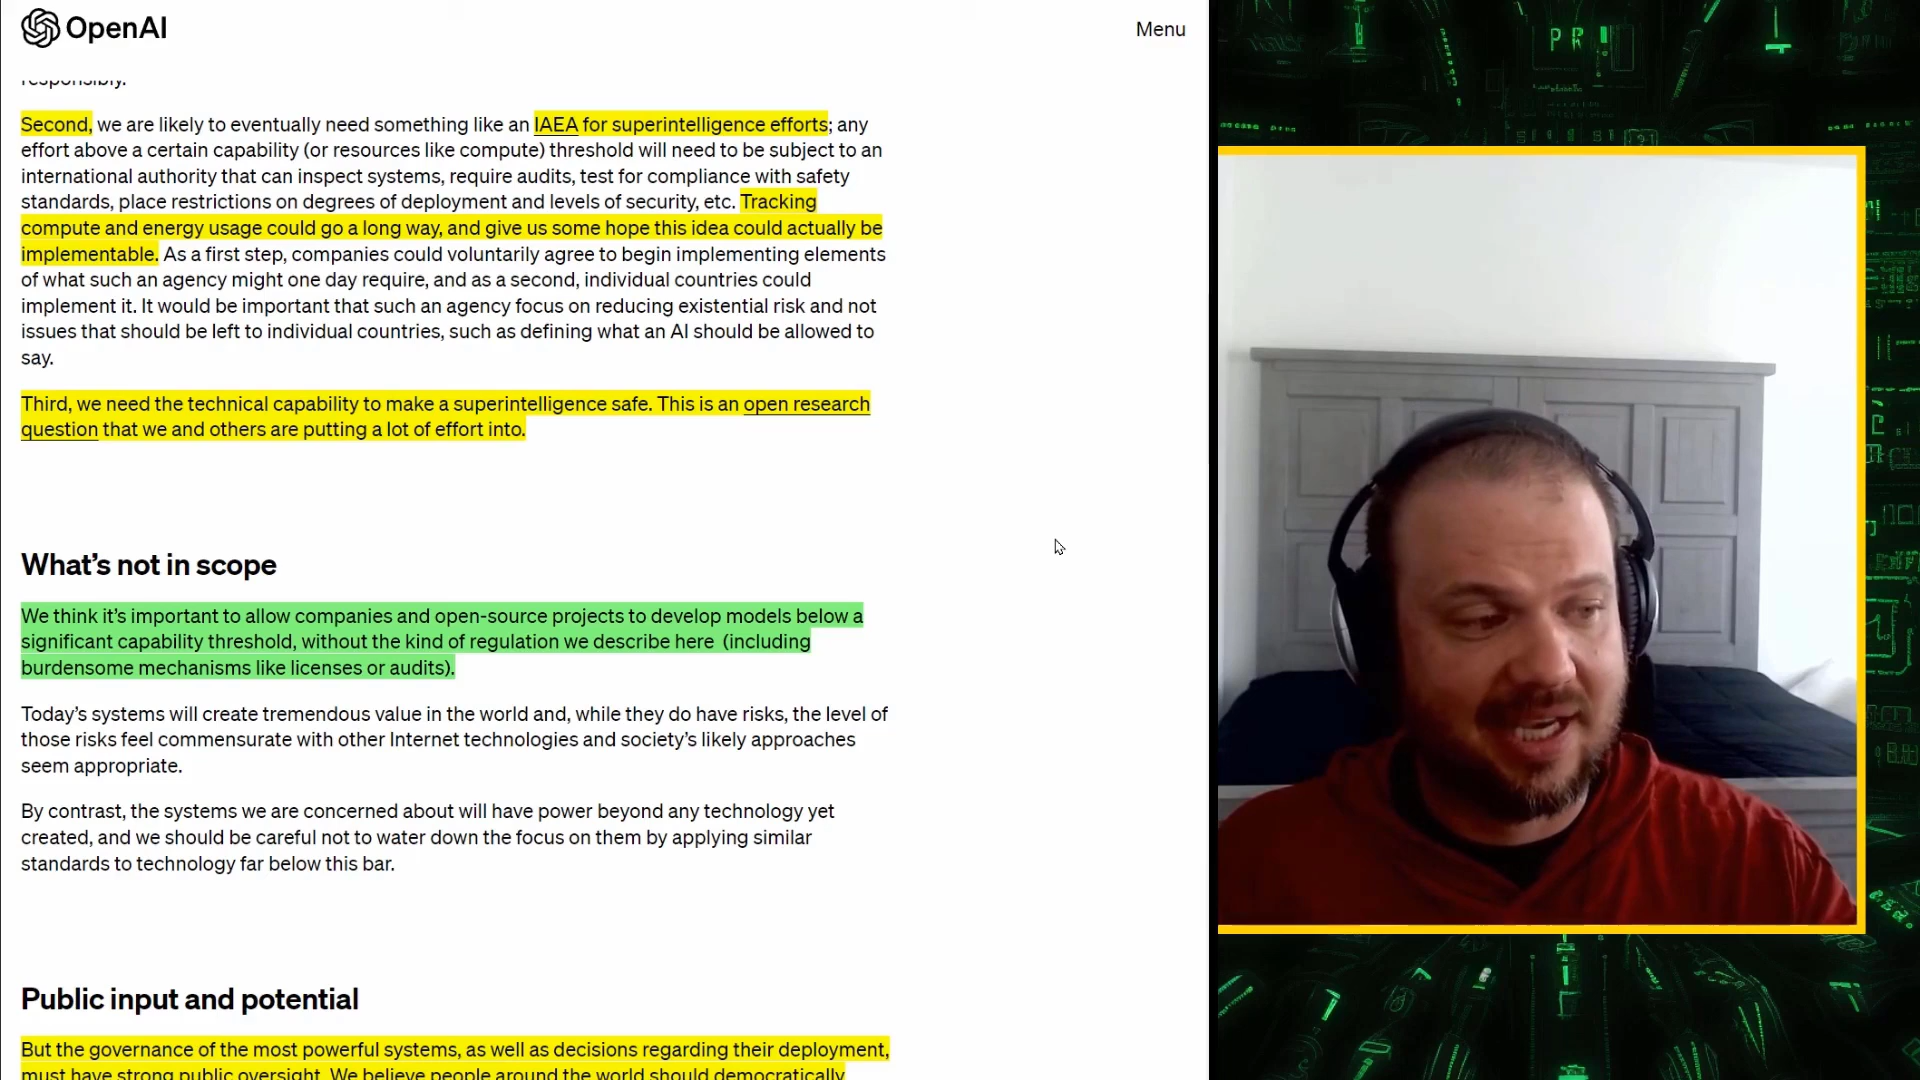 OpenAI
Menu
responsibly.
Second, we are likely to eventually need something like an IAEA for superintelligence efforts; any
effort above a certain capability (or resources like compute) threshold will need to be subject to an
international authority that can inspect systems, require audits, test for compliance with safety
standards, place restrictions on degrees of deployment and levels of security, etc. Tracking
compute and energy usage could go a long way, and give us some hope this idea could actually be
implementable. As a first step, companies could voluntarily agree to begin implementing elements
of what such an agency might one day require, and as a second, individual countries could
implement it. It would be important that such an agency focus on reducing existential risk and not
issues that should be left to individual countries, such as defining what an AI should be allowed to
say.
Third, we need the technical capability to make a superintelligence safe. This is an open research
question that we and others are putting a lot of effort into.
What’s not in scope
We think it’s important to allow companies and open-source projects to develop models below a
significant capability threshold, without the kind of regulation we describe here (including
burdensome mechanisms like licenses or audits).
Today’s systems will create tremendous value in the world and, while they do have risks, the level of
those risks feel commensurate with other Internet technologies and society’s likely approaches
seem appropriate.
By contrast, the systems we are concerned about will have power beyond any technology yet
created, and we should be careful not to water down the focus on them by applying similar
standards to technology far below this bar.
Public input and potential
But the governance of the most powerful systems, as well as decisions regarding their deployment,
must have strong public oversight. We believe people around the world should democratically